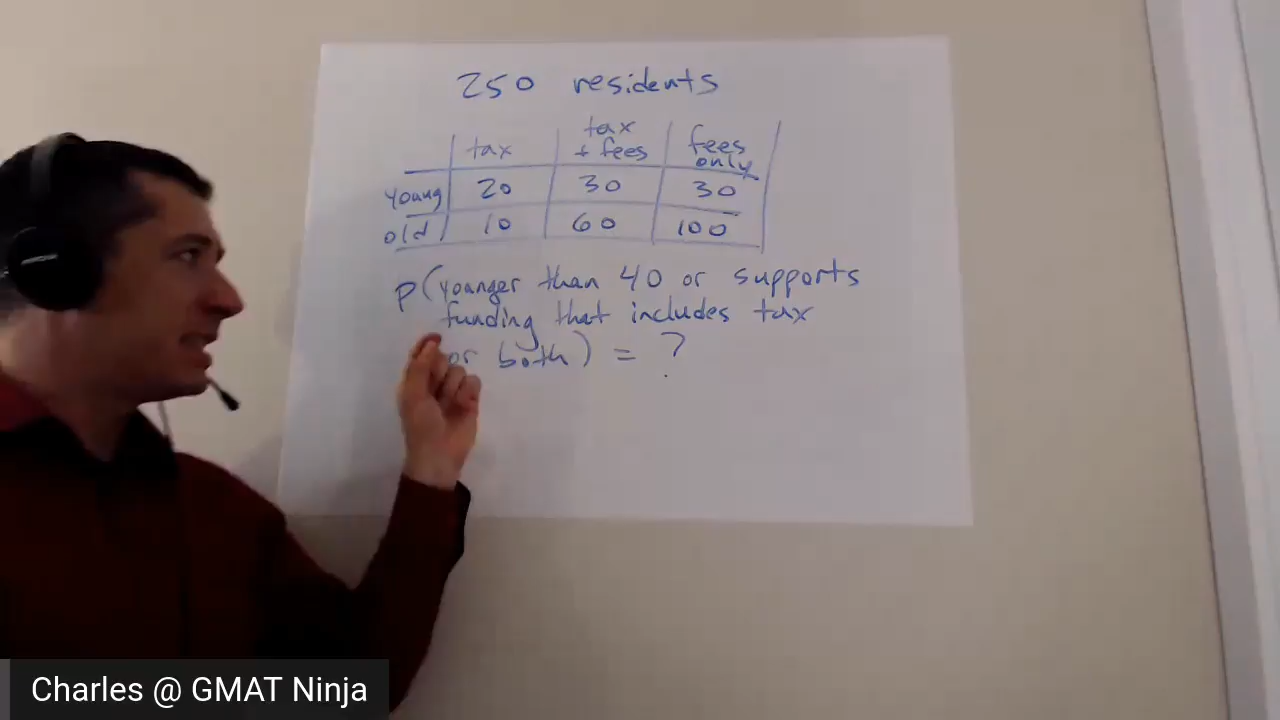 250 residents
tax
tax + fees
fees only
young 20 30 30
old 10 60 100
p(younger than 40 or supports
funding that includes tax
or both) = ?
Charles @ GMAT Ninja